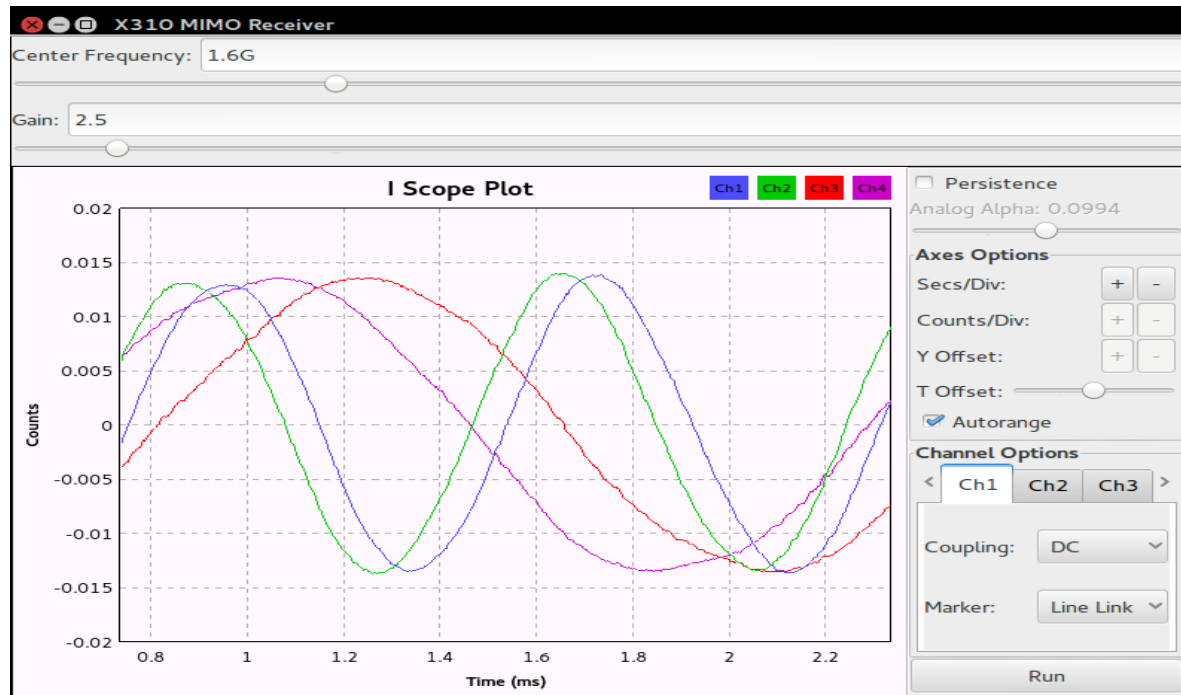 X310 MIMO Receiver
Center Frequency: 1.6G
Gain: 2.5
I Scope Plot
Ch1 Ch2 Ch3 Ch4
0.02
0.015
0.01
0.005
0
-0.005
-0.01
-0.015
-0.02
Counts
0.8 1 1.2 1.4 1.6 1.8 2 2.2
Time (ms)
Persistence
Analog Alpha: 0.0994
Axes Options
Secs/Div: + -
Counts/Div: + -
Y Offset: + -
T Offset:
Autorange
Channel Options
< Ch1 Ch2 Ch3 >
Coupling: DC
Marker: Line Link
Run